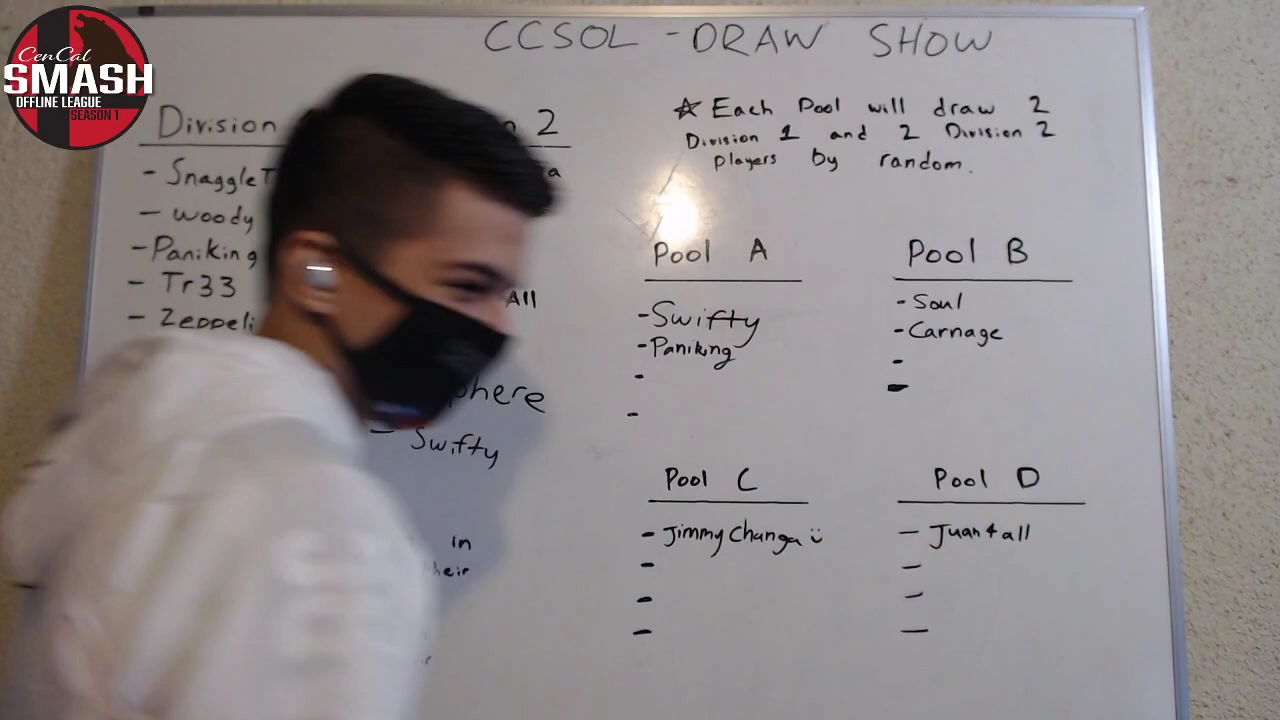 CenCal
SMASH
OFFLINE LEAGUE
SEASON 1
CCSOL - DRAW SHOW
Division
2
- Snaggle
- Woody
- Paniking
- Tr33
- Zeppeli
All
phere
- Swifty
in
☆ Each Pool will draw 2
Division 1 and 2 Division 2
players by random.
Pool A
- Swifty
- Paniking
-
-
Pool B
- Soul
- Carnage
-
-
Pool C
- Jimmy Changa ü
-
-
-
Pool D
- Juan4all
-
-
-